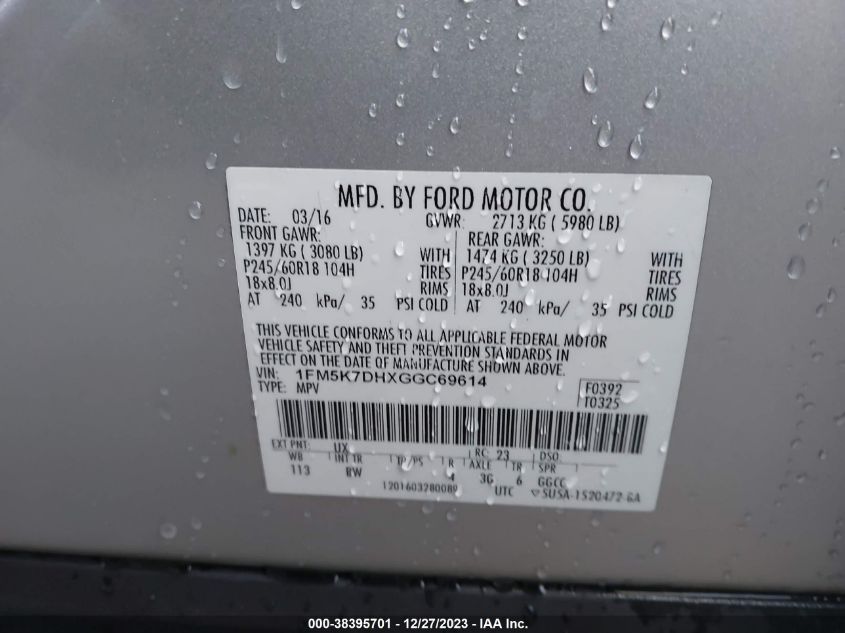 MFD. BY FORD MOTOR CO.
DATE: 03/16 GVWR: 2713 KG ( 5980 LB)
FRONT GAWR: REAR GAWR:
1397 KG ( 3080 LB) WITH 1474 KG ( 3250 LB) WITH
P245/60R18 104H TIRES P245/60R18 104H TIRES
18x8.0J RIMS 18x8.0J RIMS
AT 240 kPa/ 35 PSI COLD AT 240 kPa/ 35 PSI COLD
THIS VEHICLE CONFORMS TO ALL APPLICABLE FEDERAL MOTOR
VEHICLE SAFETY AND THEFT PREVENTION STANDARDS IN
EFFECT ON THE DATE OF MANUFACTURE SHOWN ABOVE.
VIN: 1FM5K7DHXGGC69614
TYPE: MPV
F0392
T0325
EXT PNT: UX RC: 23 DSO:
WB INT TR TP/PS R AXLE TR SPR
113 RW 4 3G 6 GGCC
1201603280089 UTC ▽SUSA-1520472-GA
000-38395701 - 12/27/2023 - IAA Inc.